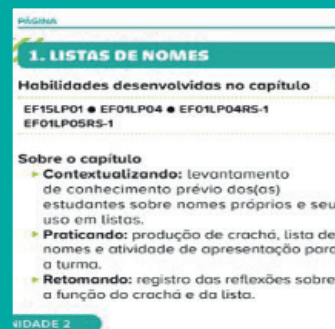 PÁGINA
1. LISTAS DE NOMES
Habilidades desenvolvidas no capítulo
EF15LP01 ● EF01LP04 ● EF01LP04RS-1
EF01LP05RS-1
Sobre o capítulo
▸ Contextualizando: levantamento
de conhecimento prévio dos(as)
estudantes sobre nomes próprios e seu
uso em listas.
▸ Praticando: produção de crachá, lista de
nomes e atividade de apresentação para
a turma.
▸ Retomando: registro das reflexões sobre
a função do crachá e da lista.
NIDADE 2